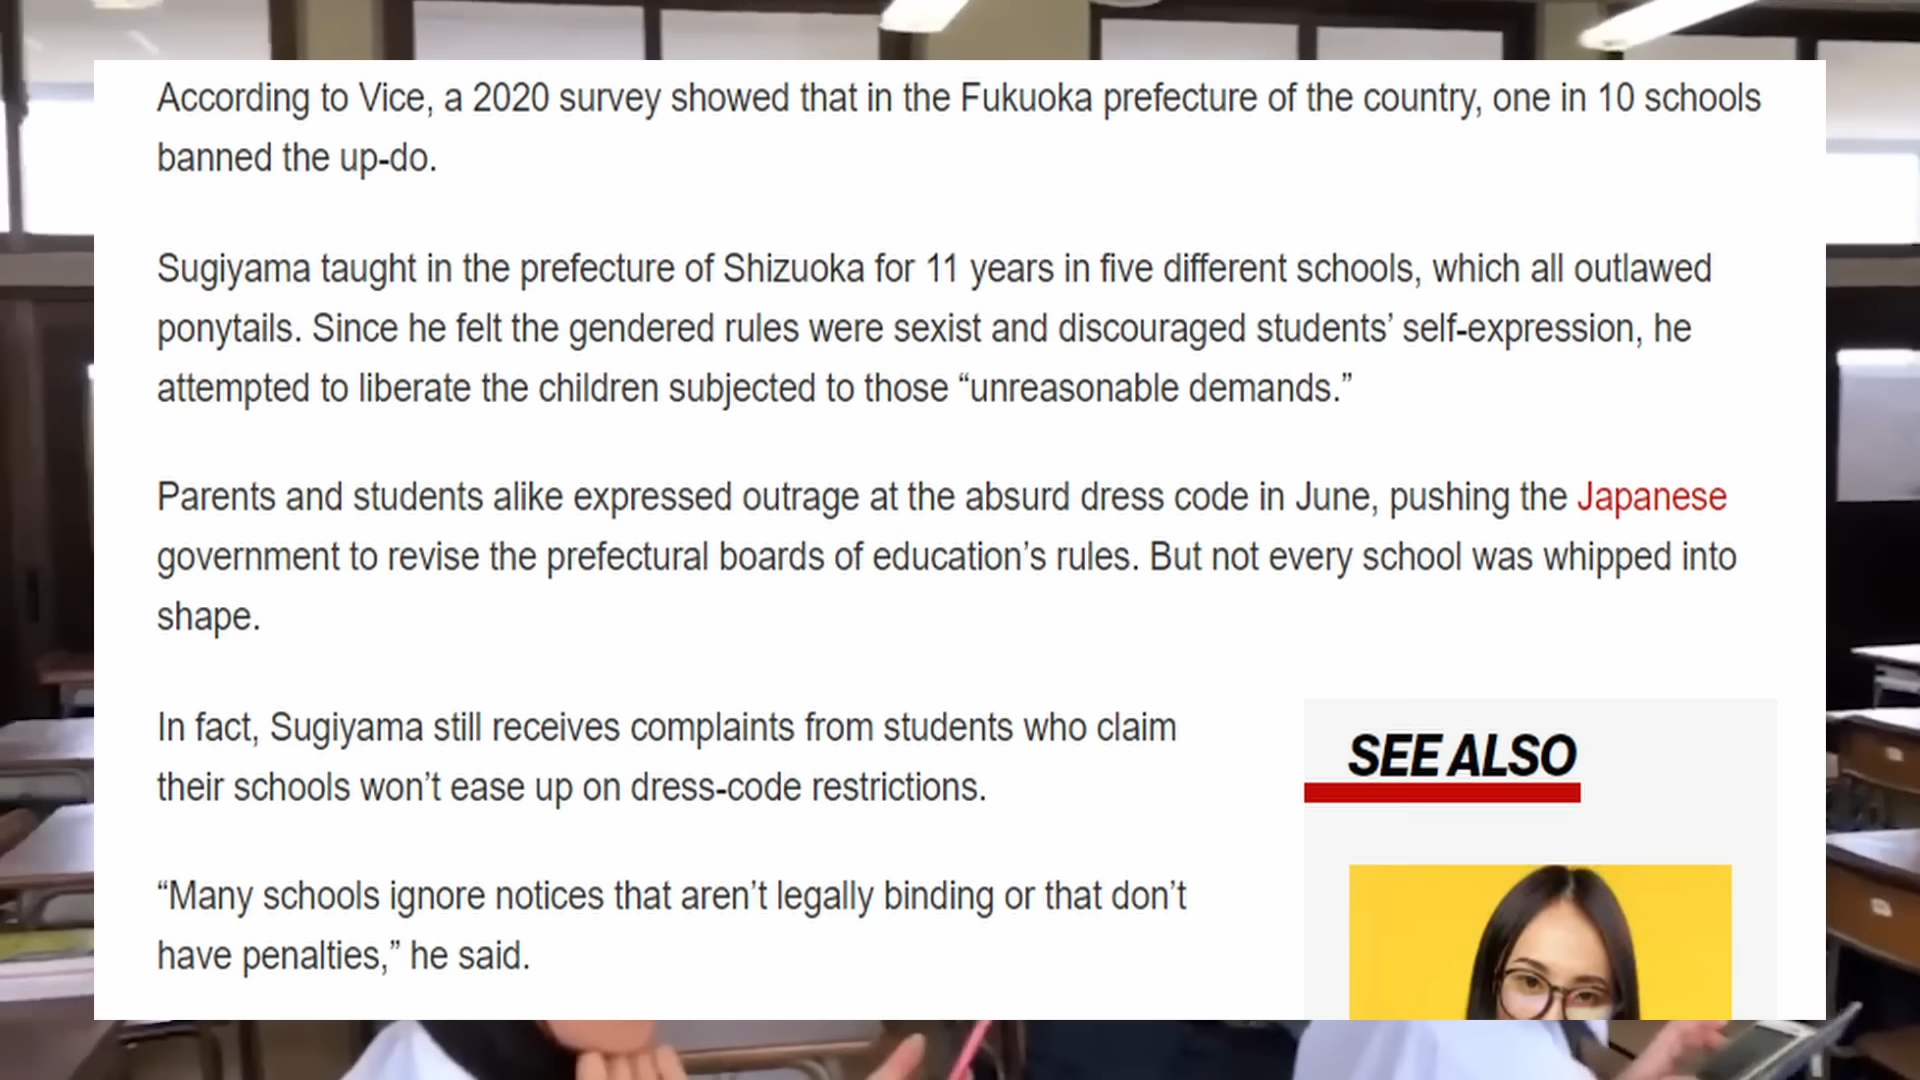 According to Vice, a 2020 survey showed that in the Fukuoka prefecture of the country, one in 10 schools
banned the up-do.
Sugiyama taught in the prefecture of Shizuoka for 11 years in five different schools, which all outlawed
ponytails. Since he felt the gendered rules were sexist and discouraged students’ self-expression, he
attempted to liberate the children subjected to those “unreasonable demands.”
Parents and students alike expressed outrage at the absurd dress code in June, pushing the Japanese
government to revise the prefectural boards of education’s rules. But not every school was whipped into
shape.
In fact, Sugiyama still receives complaints from students who claim
their schools won’t ease up on dress-code restrictions.
“Many schools ignore notices that aren’t legally binding or that don’t
have penalties,” he said.
SEE ALSO